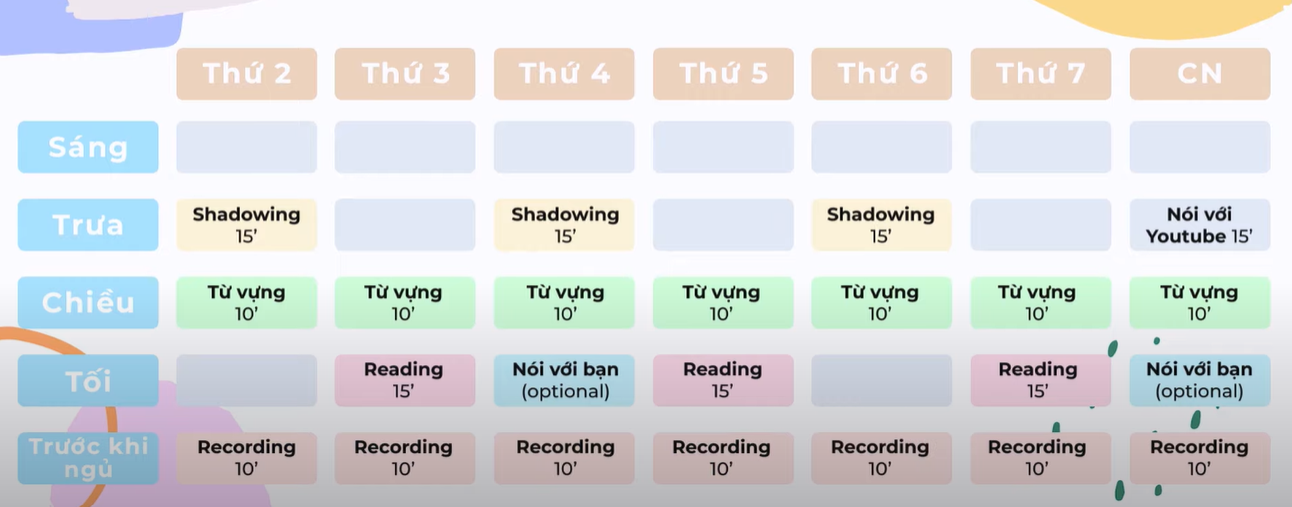 Thứ 2 Thứ 3 Thứ 4 Thứ 5 Thứ 6 Thứ 7 CN
Sáng
Trưa
Shadowing
15’
Shadowing
15’
Shadowing
15’
Nói với
Youtube 15’
Chiều
Từ vựng
10’
Từ vựng
10’
Từ vựng
10’
Từ vựng
10’
Từ vựng
10’
Từ vựng
10’
Từ vựng
10’
Tối
Reading
15’
Nói với bạn
(optional)
Reading
15’
Reading
15’
Nói với bạn
(optional)
Trước khi
ngủ
Recording
10’
Recording
10’
Recording
10’
Recording
10’
Recording
10’
Recording
10’
Recording
10’